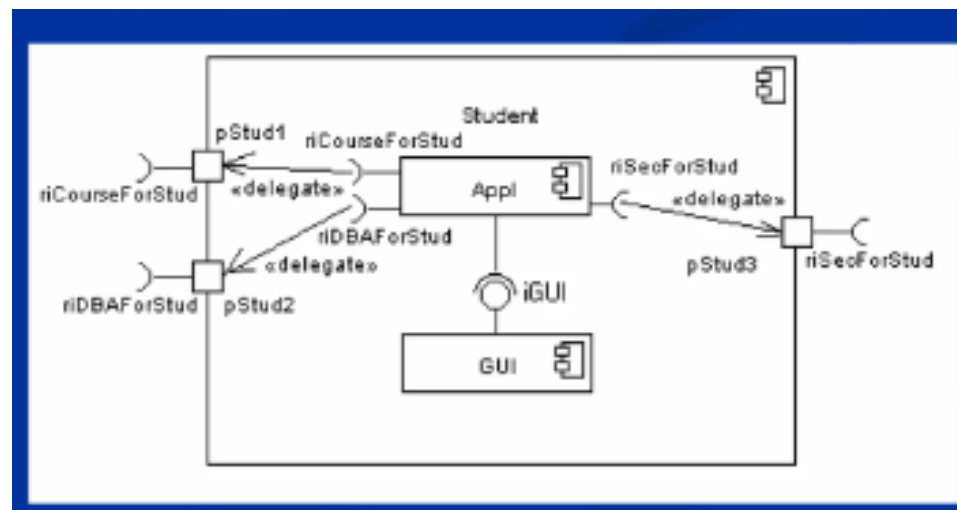 Student
pStud1
riCourseForStud
riCourseForStud
«delegate»
Appl
riSecForStud
«delegate»
riDBAForStud
«delegate»
riDBAForStud
pStud2
pStud3
riSecForStud
iGUI
GUI